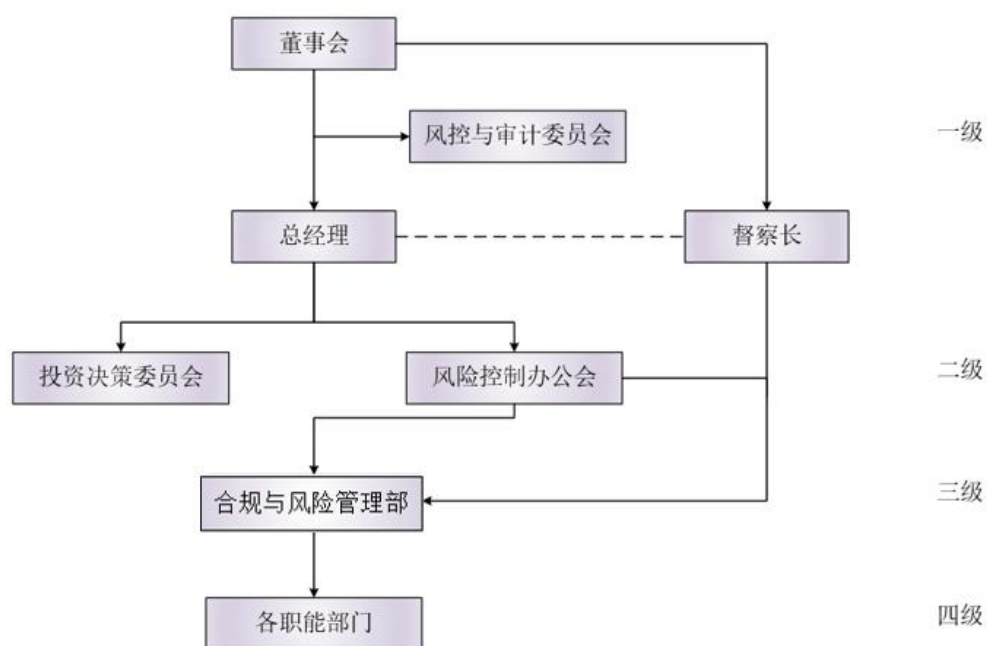 董事会
风控与审计委员会
一级
总经理
督察长
投资决策委员会
风险控制办公会
二级
合规与风险管理部
三级
各职能部门
四级